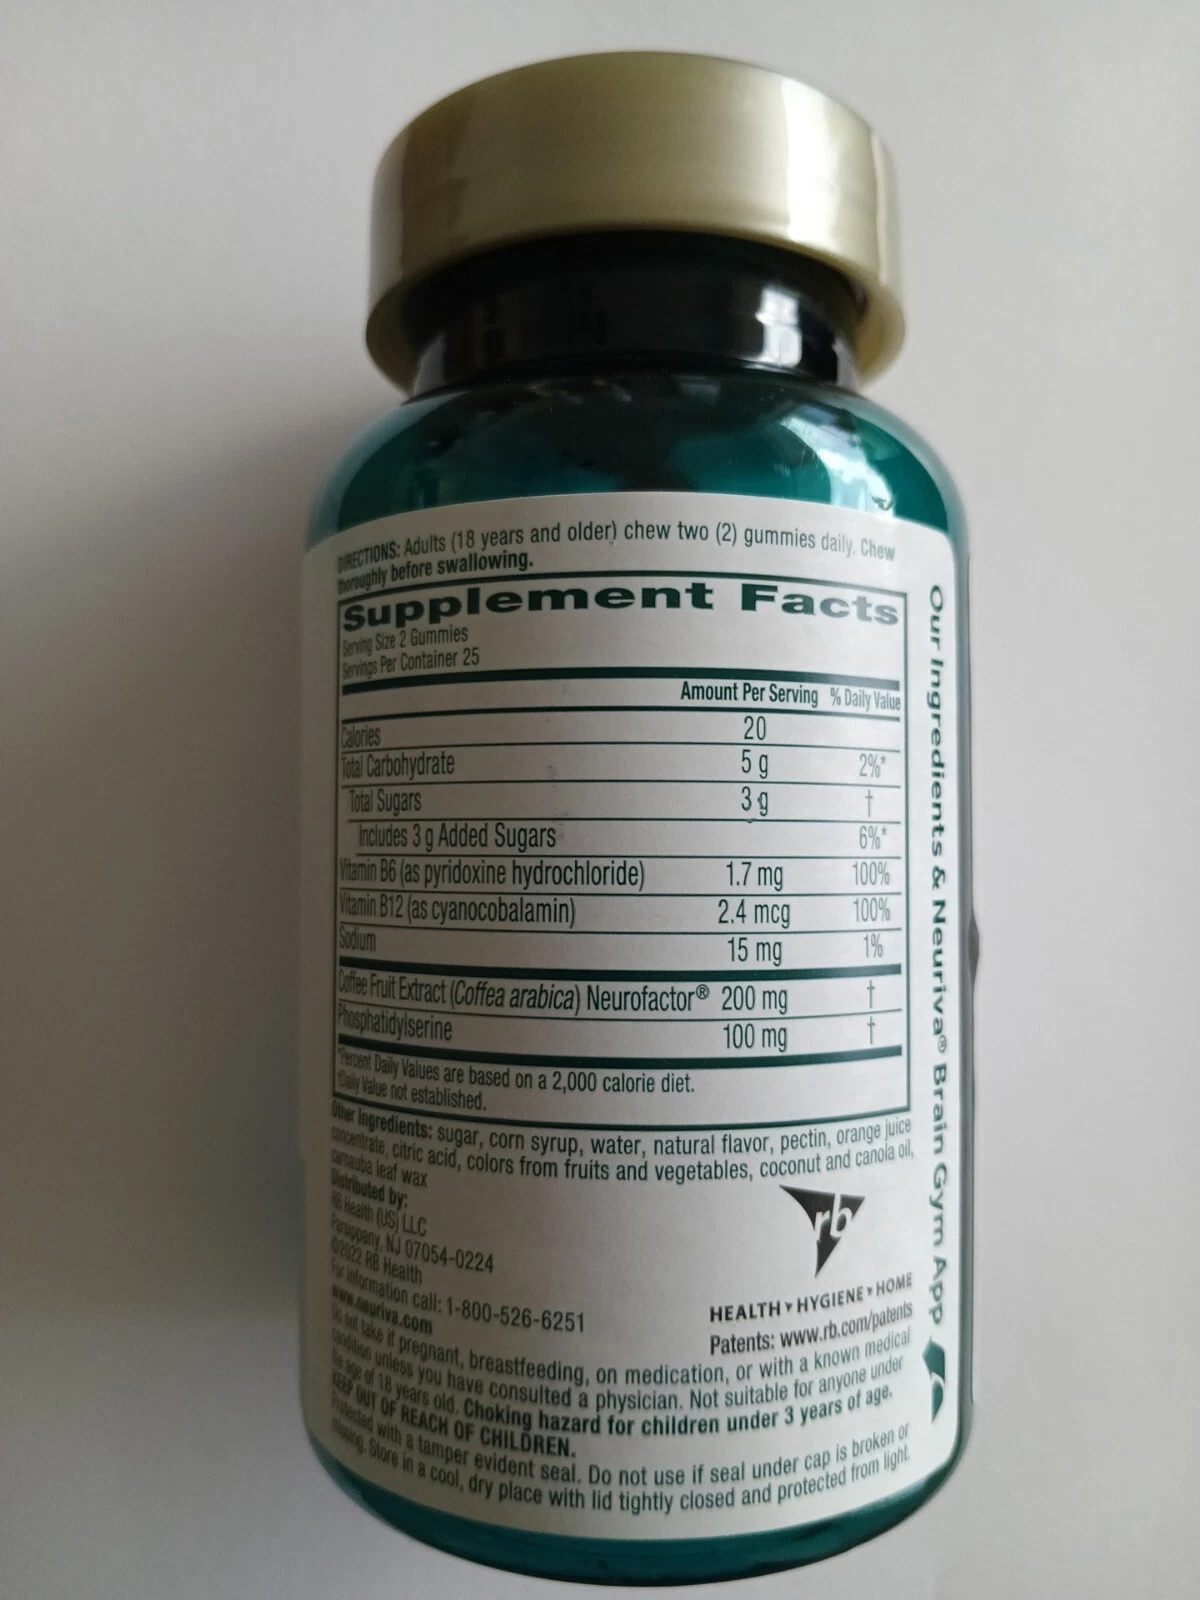 DIRECTIONS: Adults (18 years and older) chew two (2) gummies daily. Chew
thoroughly before swallowing.
Supplement Facts
Serving Size 2 Gummies
Servings Per Container 25
Amount Per Serving % Daily Value
Calories 20
Total Carbohydrate 5 g 2%*
Total Sugars 3 g †
Includes 3 g Added Sugars 6%*
Vitamin B6 (as pyridoxine hydrochloride) 1.7 mg 100%
Vitamin B12 (as cyanocobalamin) 2.4 mcg 100%
Sodium 15 mg 1%
Coffee Fruit Extract (Coffea arabica) Neurofactor® 200 mg †
Phosphatidylserine 100 mg †
*Percent Daily Values are based on a 2,000 calorie diet.
†Daily Value not established.
Other Ingredients: sugar, corn syrup, water, natural flavor, pectin, orange juice
concentrate, citric acid, colors from fruits and vegetables, coconut and canola oil,
carnauba leaf wax
Distributed by:
RB Health (US) LLC
Parsippany, NJ 07054-0224
©2022 RB Health
For information call: 1-800-526-6251
www.neuriva.com
rb
HEALTH HYGIENE HOME
Patents: www.rb.com/patents
Do not take if pregnant, breastfeeding, on medication, or with a known medical
condition unless you have consulted a physician. Not suitable for anyone under
the age of 18 years old. Choking hazard for children under 3 years of age.
KEEP OUT OF REACH OF CHILDREN.
Protected with a tamper evident seal. Do not use if seal under cap is broken or
missing. Store in a cool, dry place with lid tightly closed and protected from light.
Our Ingredients & Neuriva® Brain Gym App